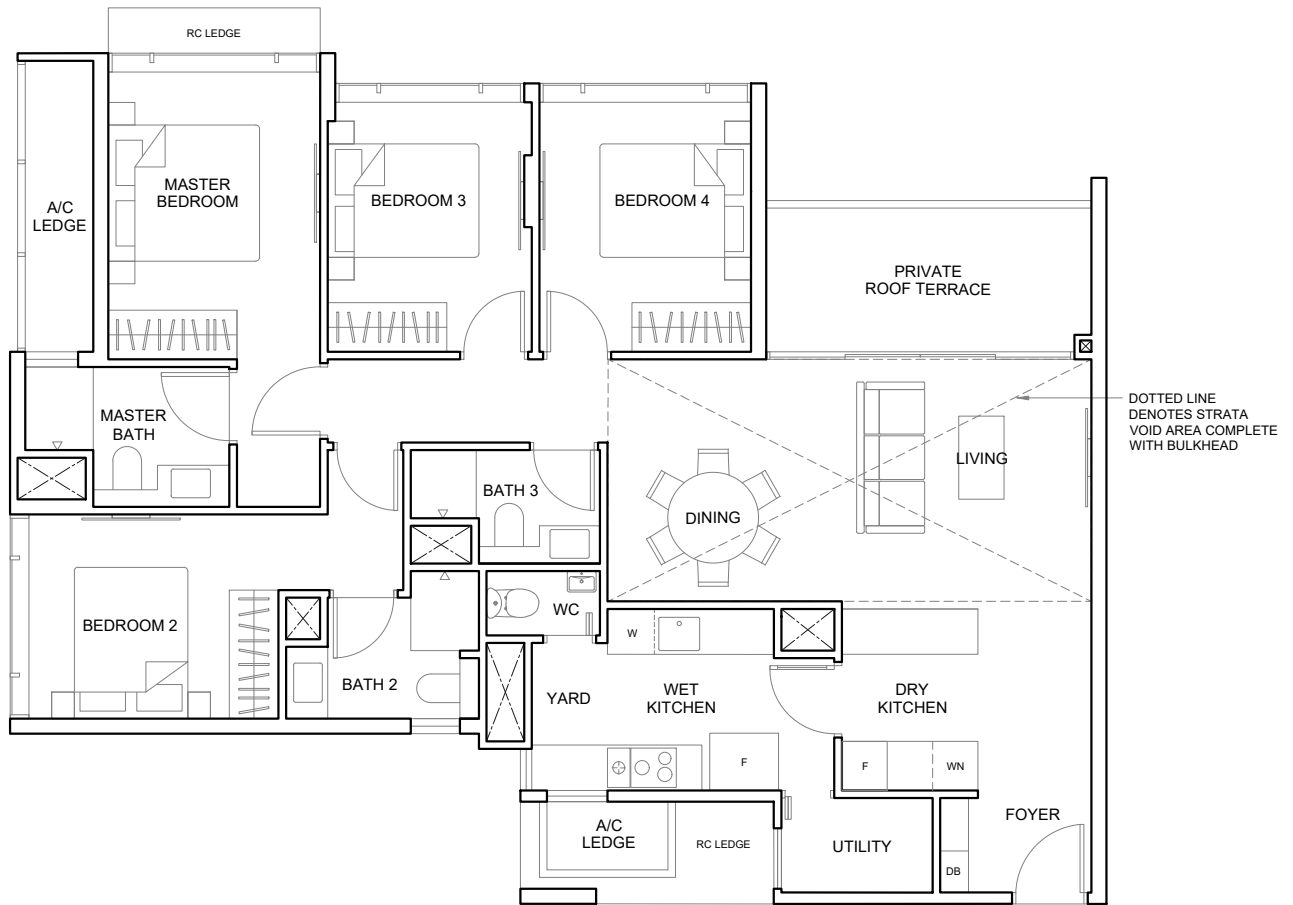 RC LEDGE
MASTER
BEDROOM
BEDROOM 3
BEDROOM 4
A/C
LEDGE
PRIVATE
ROOF TERRACE
MASTER
BATH
DOTTED LINE
DENOTES STRATA
VOID AREA COMPLETE
WITH BULKHEAD
LIVING
BATH 3
DINING
WC
W
BEDROOM 2
BATH 2
YARD
WET
KITCHEN
DRY
KITCHEN
F
F
WN
A/C
LEDGE
RC LEDGE
UTILITY
FOYER
DB